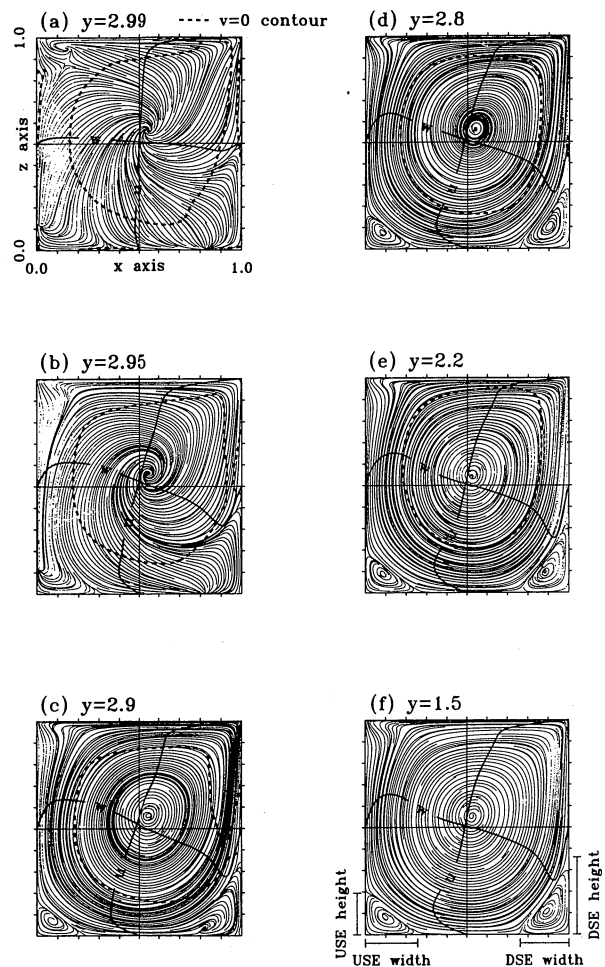 (a) y=2.99
---- v=0 contour
1.0
z axis
0.0
0.0
x axis
1.0
(b) y=2.95
(c) y=2.9
(d) y=2.8
(e) y=2.2
(f) y=1.5
USE height
USE width
DSE width
DSE height